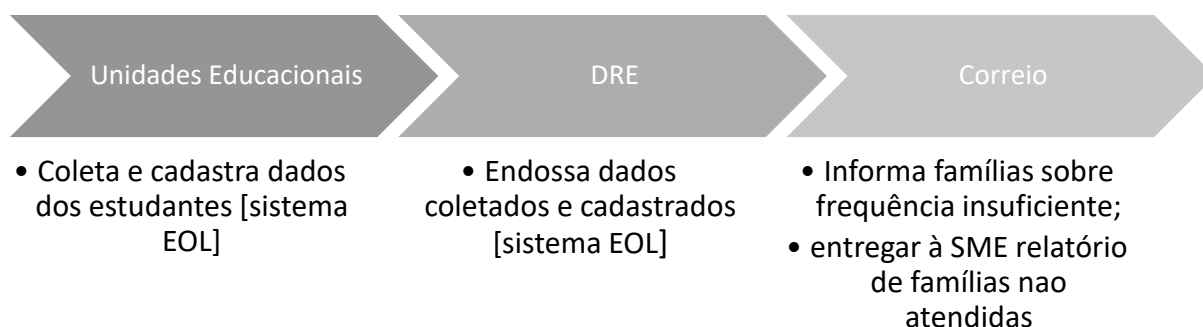 Unidades Educacionais
• Coleta e cadastra dados
dos estudantes [sistema
EOL]
DRE
• Endossa dados
coletados e cadastrados
[sistema EOL]
Correio
• Informa famílias sobre
frequência insuficiente;
• entregar à SME relatório
de famílias nao
atendidas